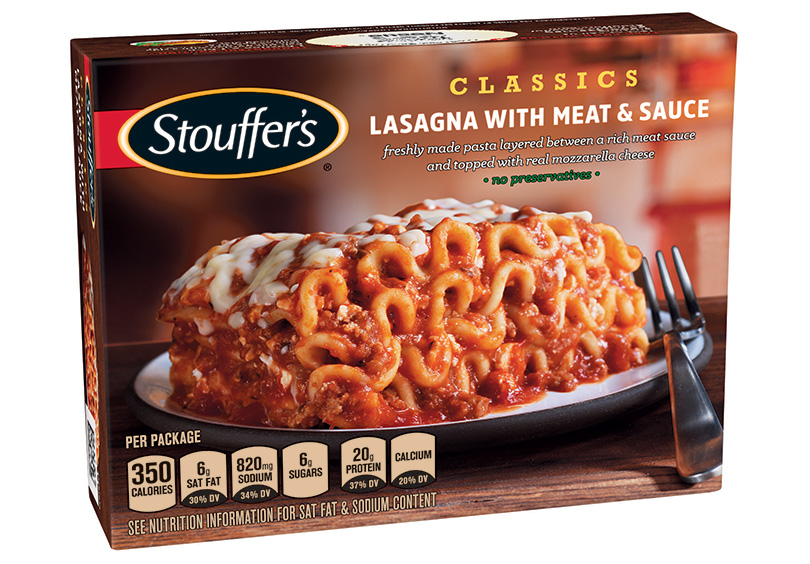 CLASSICS
Stouffer's
®
LASAGNA WITH MEAT & SAUCE
freshly made pasta layered between a rich meat sauce
and topped with real mozzarella cheese
• no preservatives •
PER PACKAGE
350 CALORIES
6g SAT FAT 30% DV
820mg SODIUM 34% DV
6g SUGARS
20g PROTEIN 37% DV
CALCIUM 20% DV
SEE NUTRITION INFORMATION FOR SAT FAT & SODIUM CONTENT